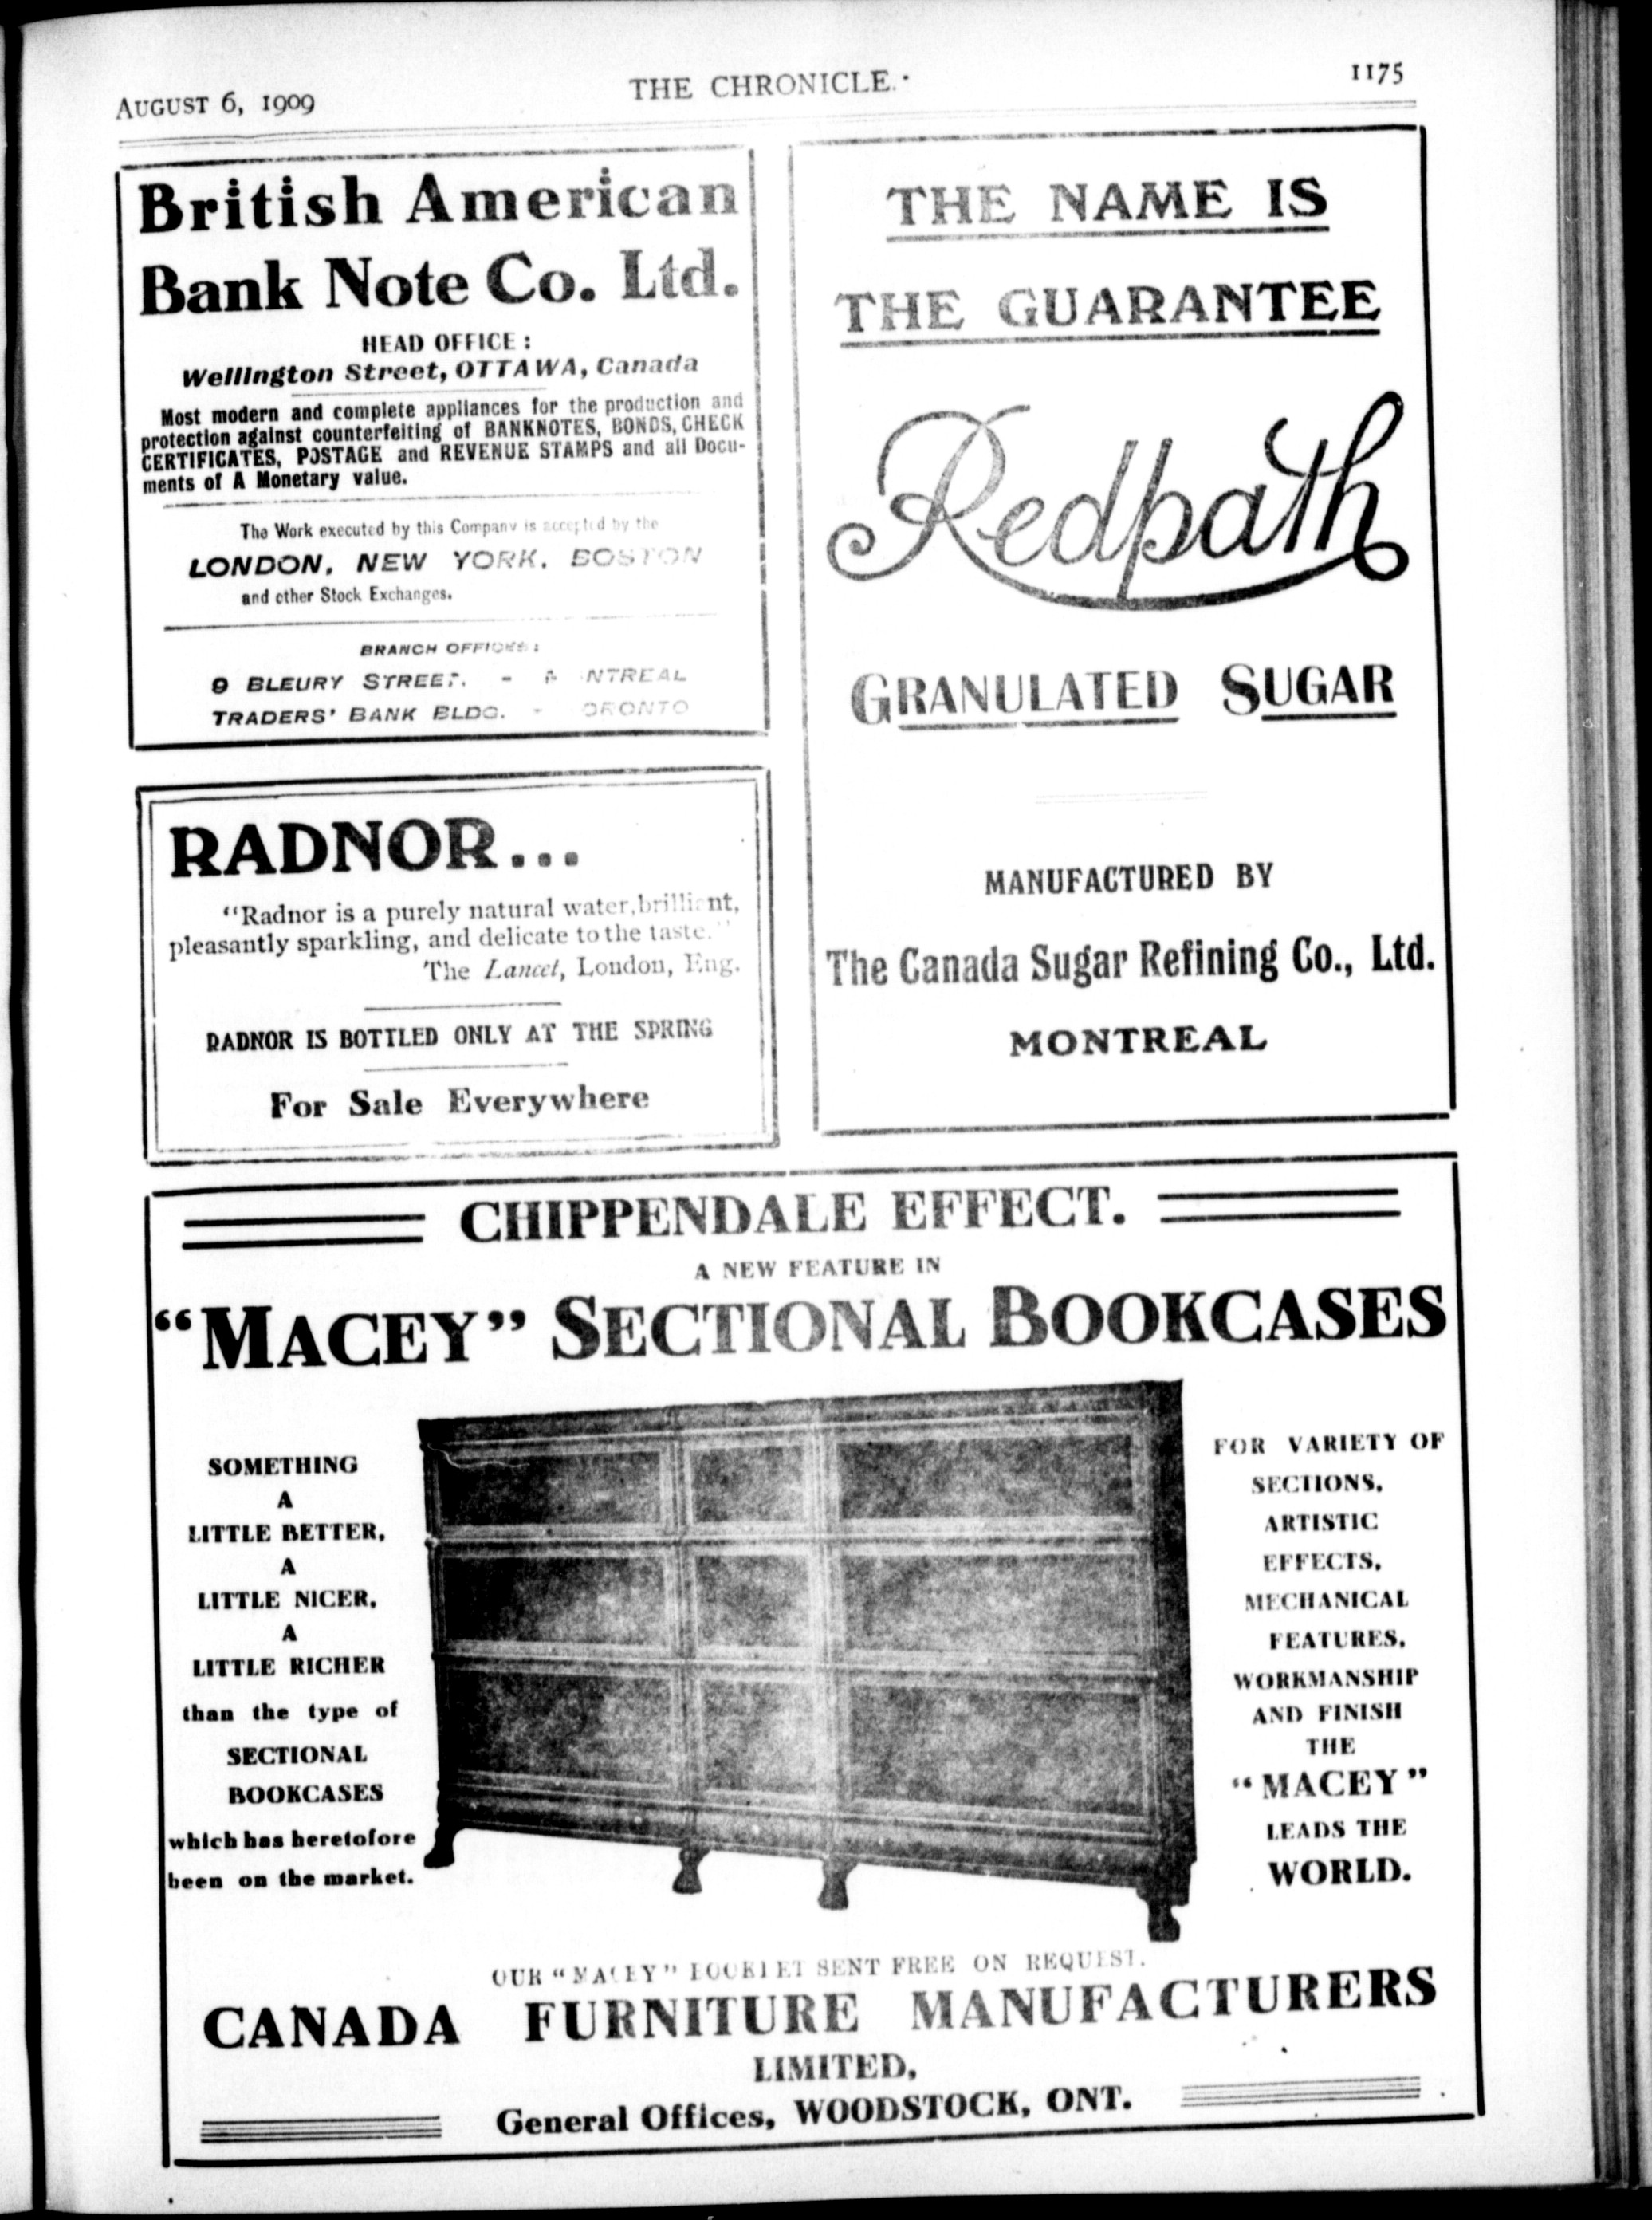 AUGUST 6, 1909
THE CHRONICLE.
1175
British American
Bank Note Co. Ltd.
HEAD OFFICE:
Wellington Street, OTTAWA, Canada
Most modern and complete appliances for the production and
protection against counterfeiting of BANKNOTES, BONDS, CHECK
CERTIFICATES, POSTAGE and REVENUE STAMPS and all Docu-
ments of A Monetary value.
The Work executed by this Company is accepted by the
LONDON, NEW YORK, BOSTON
and other Stock Exchanges.
BRANCH OFFICES:
9 BLEURY STREET, - MONTREAL
TRADERS' BANK BLDG. - TORONTO
RADNOR...
"Radnor is a purely natural water, brilliant,
pleasantly sparkling, and delicate to the taste."
The Lancet, London, Eng.
RADNOR IS BOTTLED ONLY AT THE SPRING
For Sale Everywhere
THE NAME IS
THE GUARANTEE
Redpath
GRANULATED SUGAR
MANUFACTURED BY
The Canada Sugar Refining Co., Ltd.
MONTREAL
CHIPPENDALE EFFECT.
A NEW FEATURE IN
"MACEY" SECTIONAL BOOKCASES
SOMETHING
A
LITTLE BETTER,
A
LITTLE NICER,
A
LITTLE RICHER
than the type of
SECTIONAL
BOOKCASES
which has heretofore
been on the market.
FOR VARIETY OF
SECTIONS,
ARTISTIC
EFFECTS,
MECHANICAL
FEATURES,
WORKMANSHIP
AND FINISH
THE
"MACEY"
LEADS THE
WORLD.
OUR "MACEY" BOOKLET SENT FREE ON REQUEST.
CANADA FURNITURE MANUFACTURERS
LIMITED,
General Offices, WOODSTOCK, ONT.